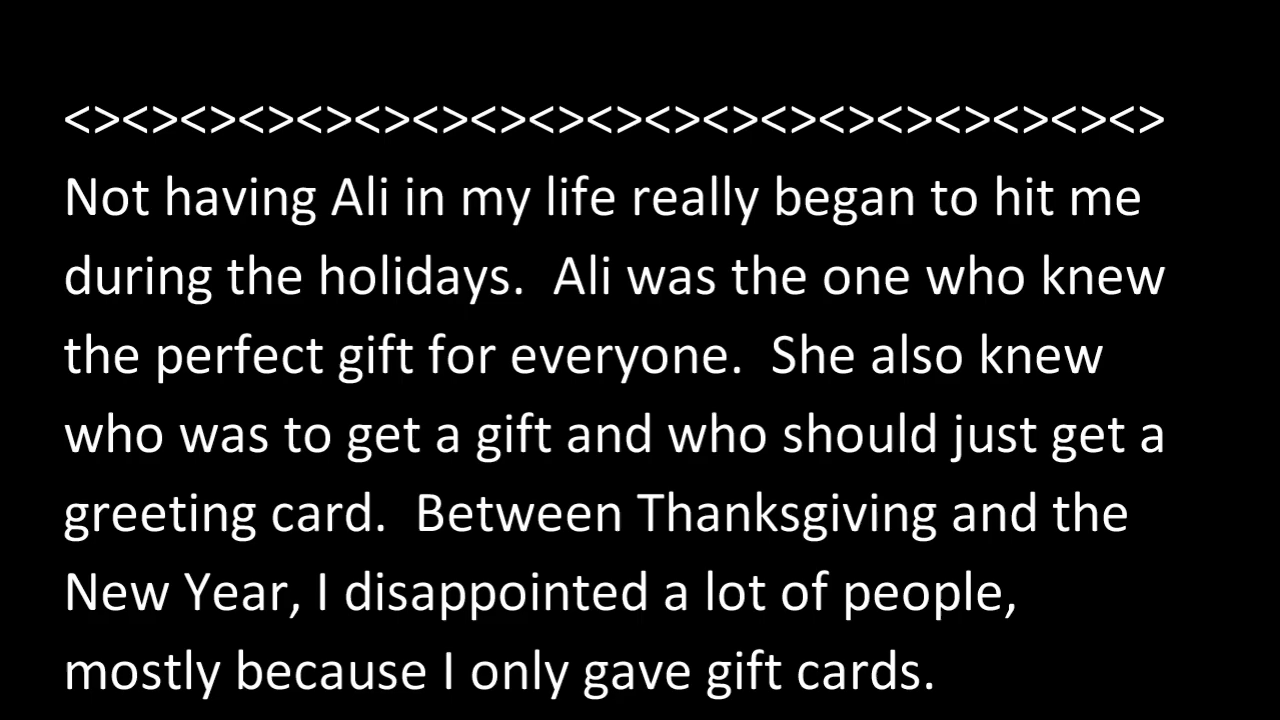 <><><><><><><><><><><><><><><><><><><>
Not having Ali in my life really began to hit me
during the holidays.  Ali was the one who knew
the perfect gift for everyone.  She also knew
who was to get a gift and who should just get a
greeting card.  Between Thanksgiving and the
New Year, I disappointed a lot of people,
mostly because I only gave gift cards.